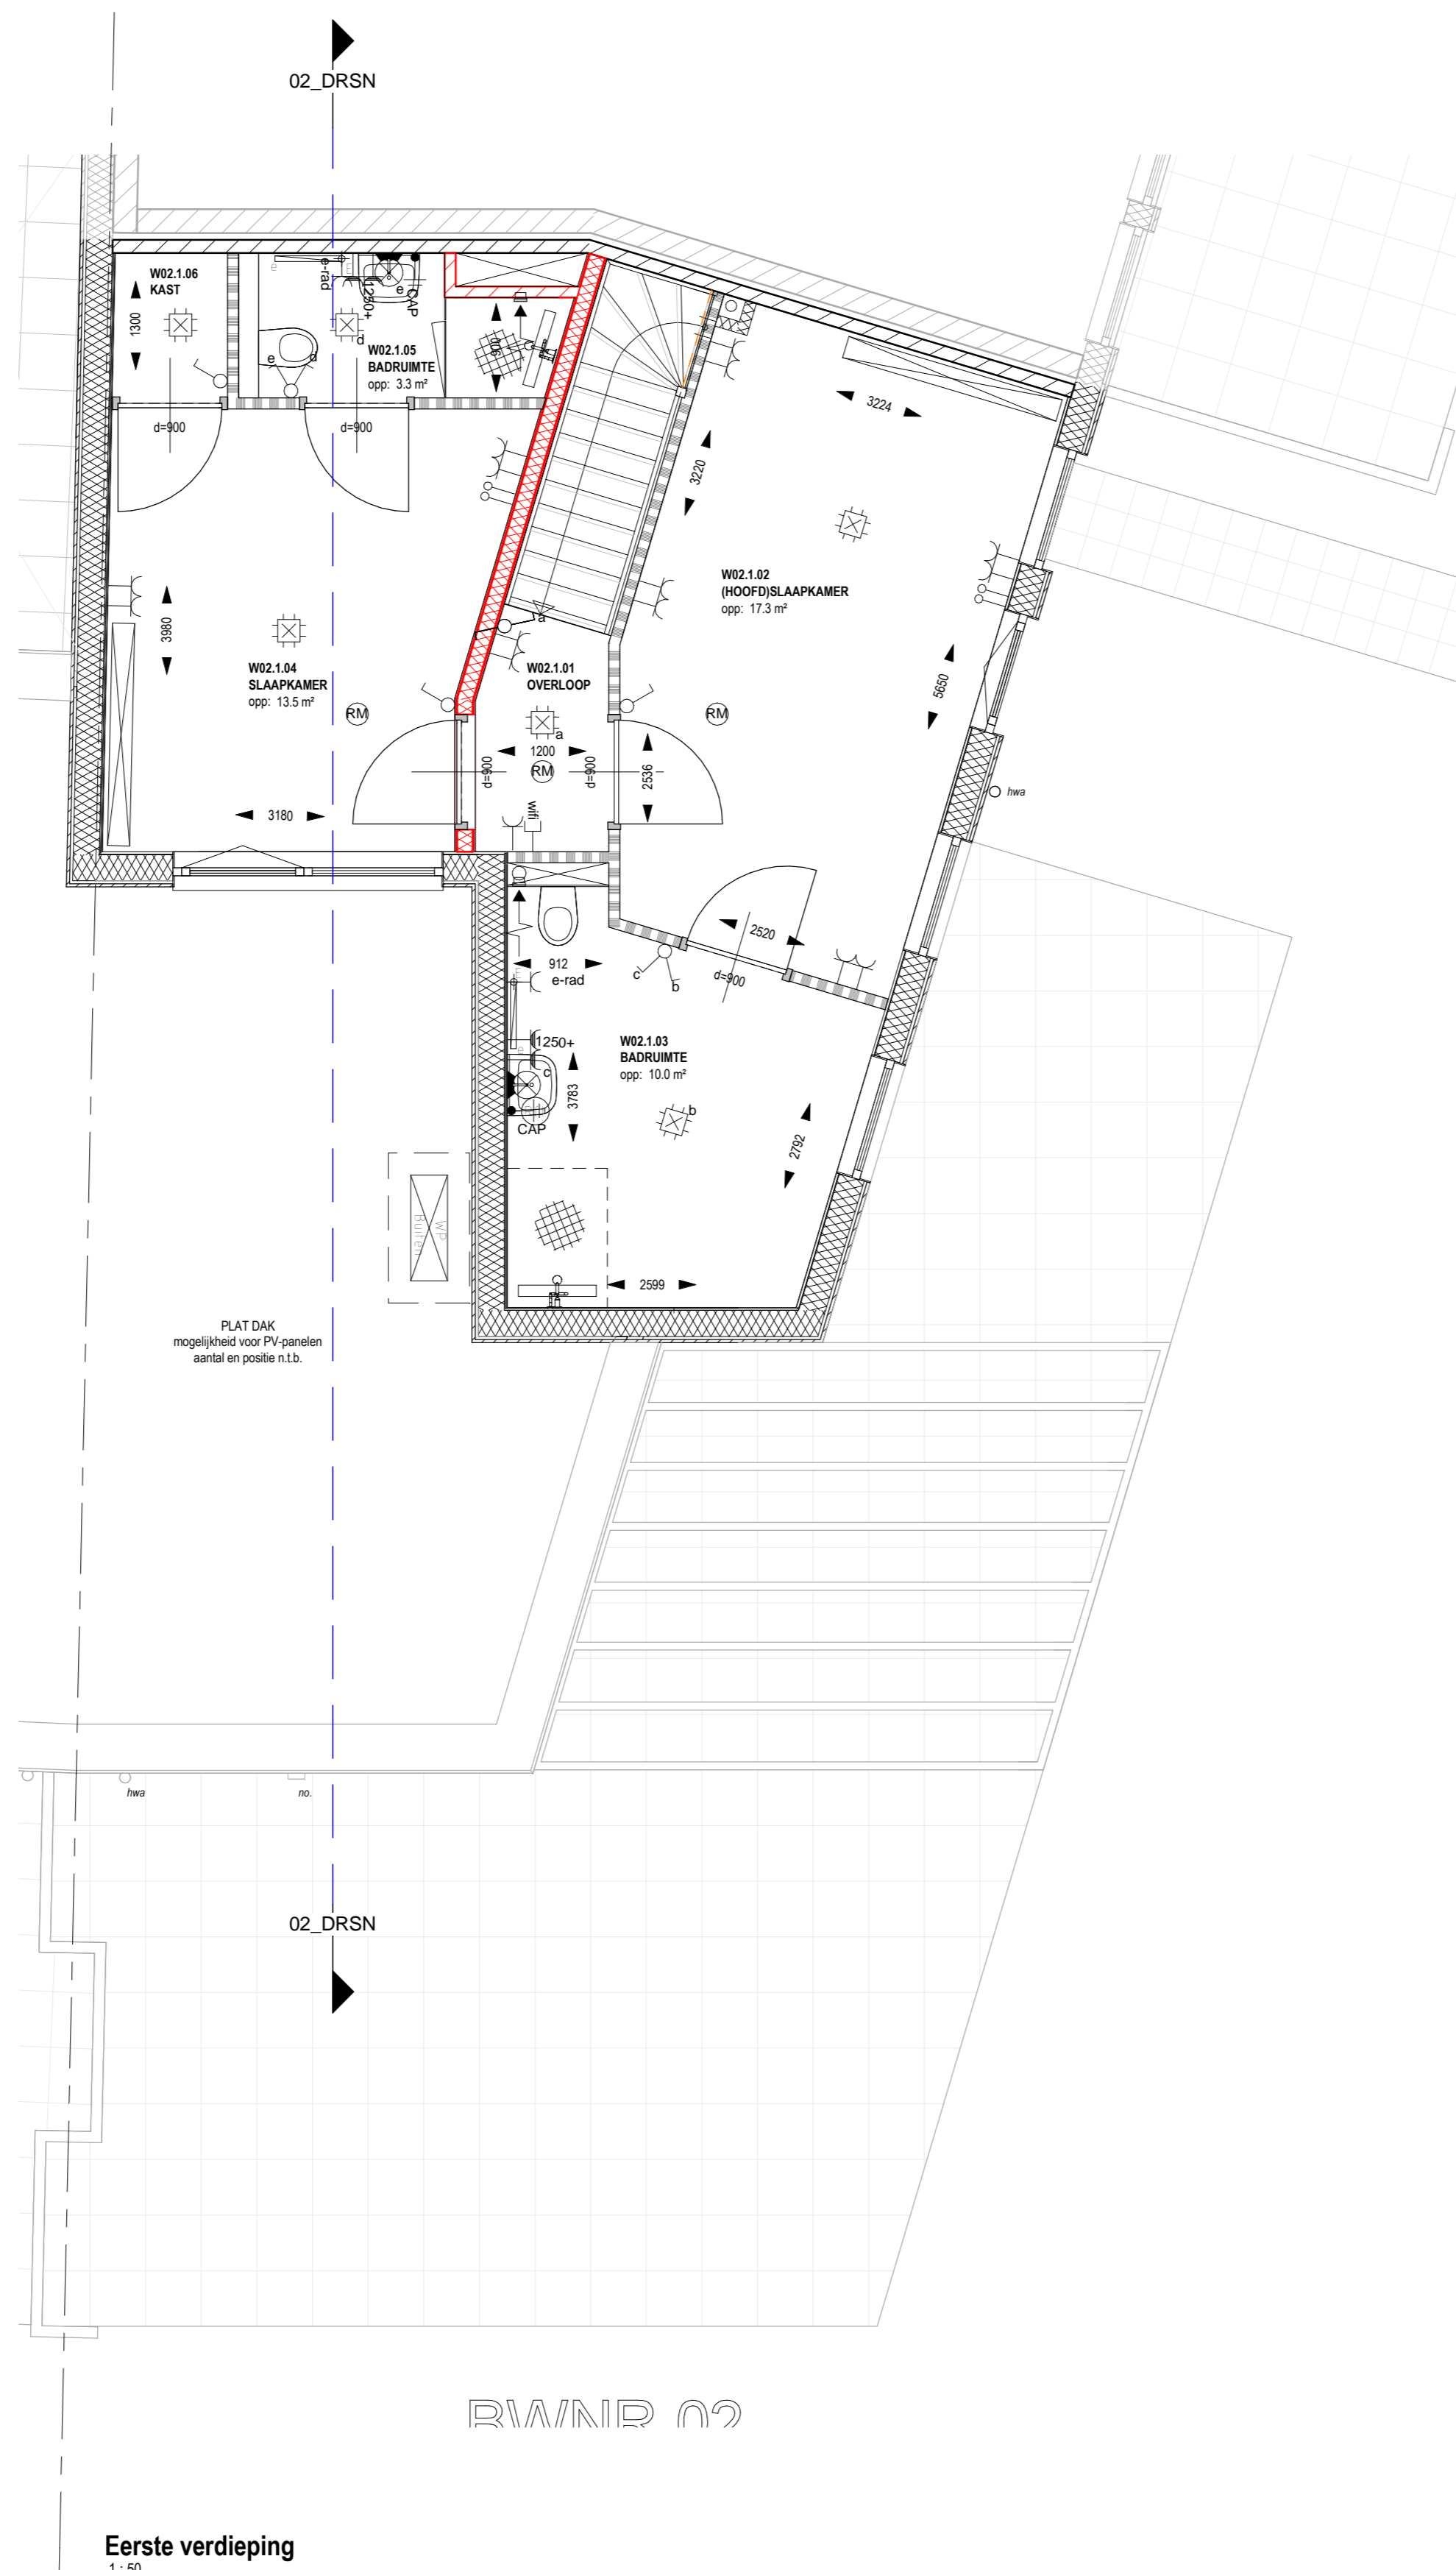 02_DRSN
W02.1.06
KAST
1300
e
e-rad
1250+
CAP
e
d
e
d
W02.1.05
BADRUIMTE
opp: 3.3 m²
900
d=900
d=900
3224
3220
W02.1.02
(HOOFD)SLAAPKAMER
opp: 17.3 m²
3980
a
W02.1.04
SLAAPKAMER
opp: 13.5 m²
W02.1.01
OVERLOOP
5650
RM
RM
a
1200
RM
d=900
d=900
2536
hwa
3180
wifi
2520
912
e-rad
c
b
d=900
1250+
c
W02.1.03
BADRUIMTE
opp: 10.0 m²
3783
b
CAP
2792
WP
Buiten
2599
PLAT DAK
mogelijkheid voor PV-panelen
aantal en positie n.t.b.
hwa
no.
02_DRSN
BWNR 02
Eerste verdieping
1 : 50